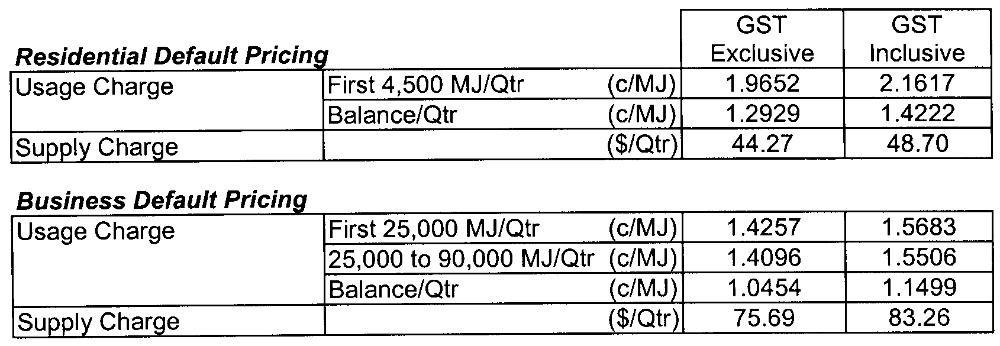 GST GST
Residential Default Pricing Exclusive Inclusive
Usage Charge First 4,500 MJ/Qtr (c/MJ) 1.9652 2.1617
Balance/Qtr (c/MJ) 1.2929 1.4222
Supply Charge ($/Qtr) 44.27 48.70
Business Default Pricing
Usage Charge First 25,000 MJ/Qtr (c/MJ) 1.4257 1.5683
25,000 to 90,000 MJ/Qtr (c/MJ) 1.4096 1.5506
Balance/Qtr (c/MJ) 1.0454 1.1499
Supply Charge ($/Qtr) 75.69 83.26